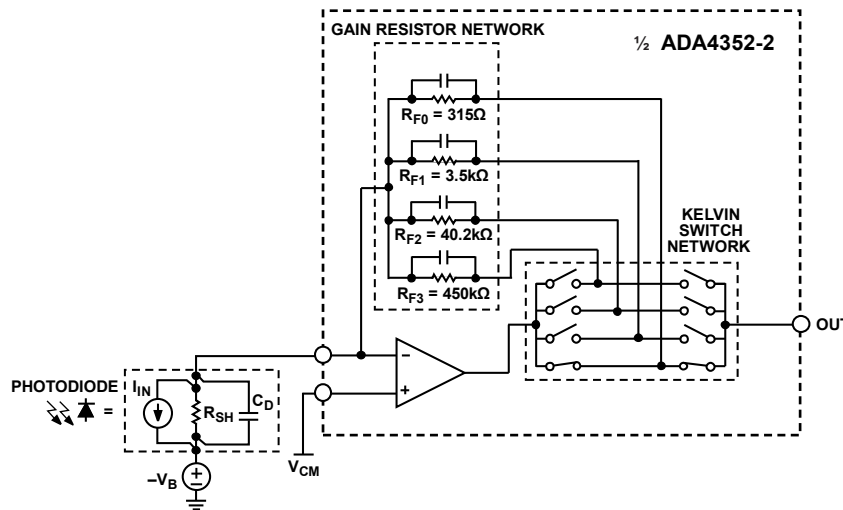 GAIN RESISTOR NETWORK
½ ADA4352-2
RF0 = 315Ω
RF1 = 3.5kΩ
RF2 = 40.2kΩ
RF3 = 450kΩ
KELVIN
SWITCH
NETWORK
OUT
−
+
PHOTODIODE
=
IIN
RSH
CD
VCM
−VB
+
−